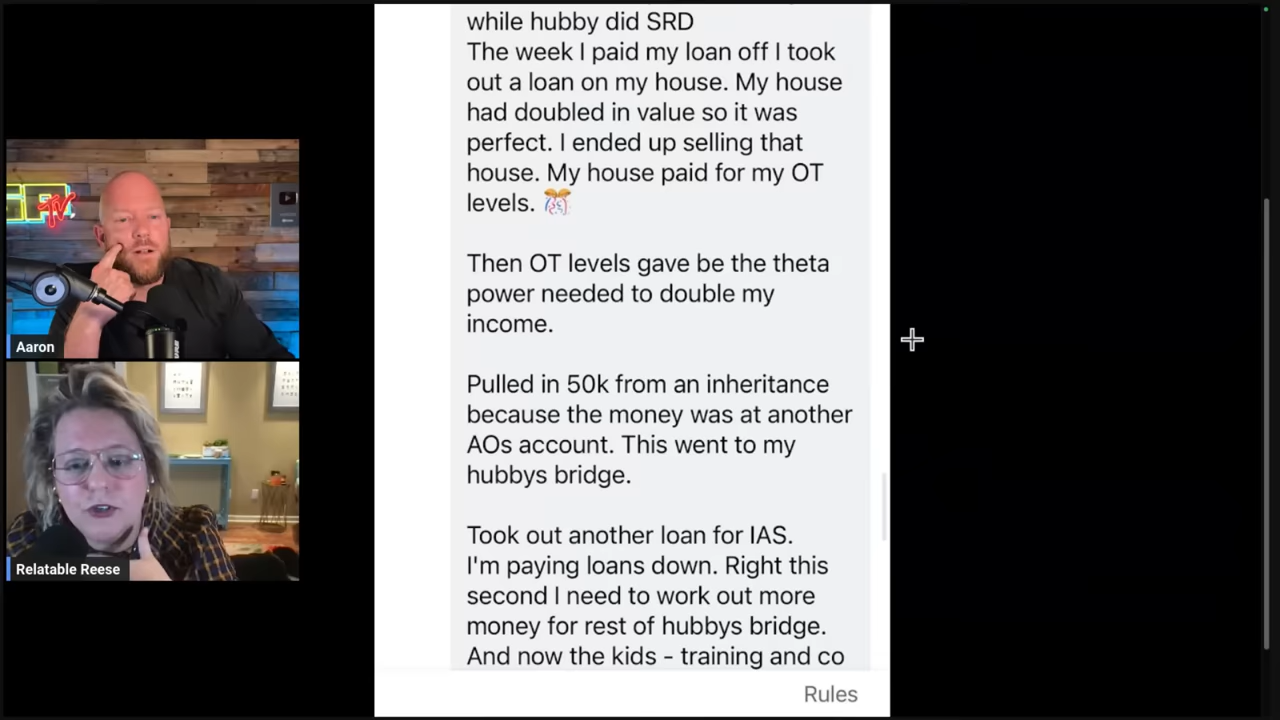 while hubby did SRD
The week I paid my loan off I took
out a loan on my house. My house
had doubled in value so it was
perfect. I ended up selling that
house. My house paid for my OT
levels. 🎊
Then OT levels gave be the theta
power needed to double my
income.
Pulled in 50k from an inheritance
because the money was at another
AOs account. This went to my
hubbys bridge.
Took out another loan for IAS.
I'm paying loans down. Right this
second I need to work out more
money for rest of hubbys bridge.
And now the kids - training and co
Rules
TV
Aaron
Relatable Reese